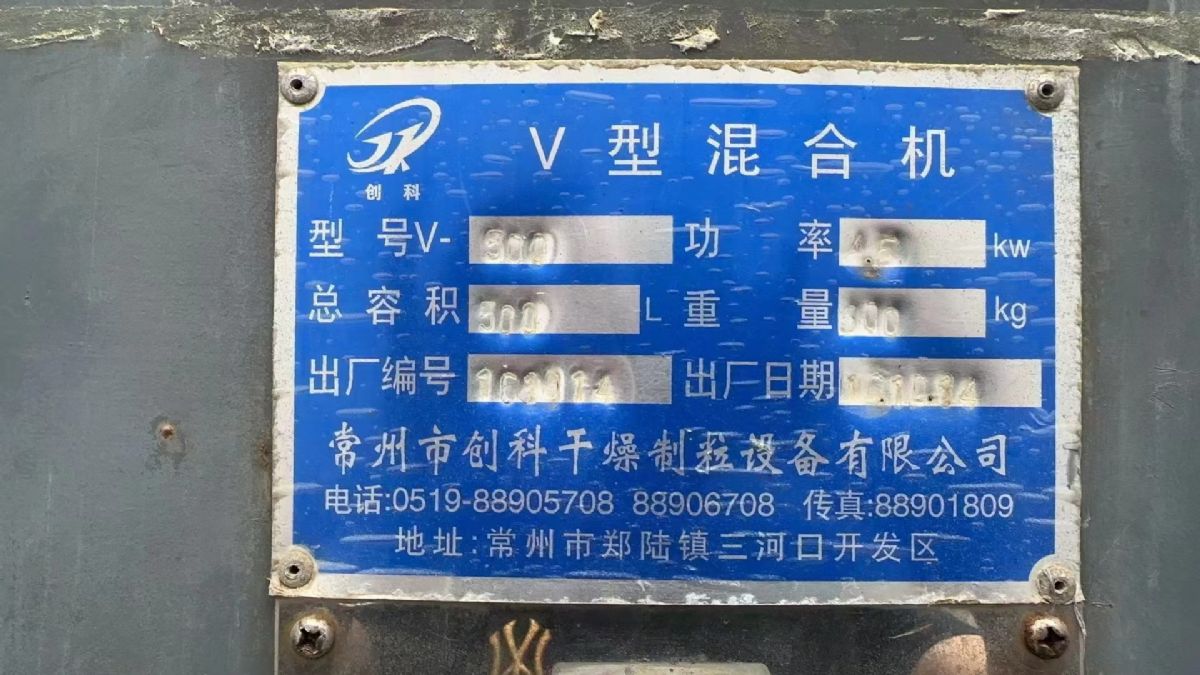 创科
V型混合机
型号V-300 功率 kw
总容积 300 L 重量 300 kg
出厂编号 出厂日期
常州市创科干燥制粒设备有限公司
电话:0519-88905708 88906708 传真:88901809
地址:常州市郑陆镇三河口开发区